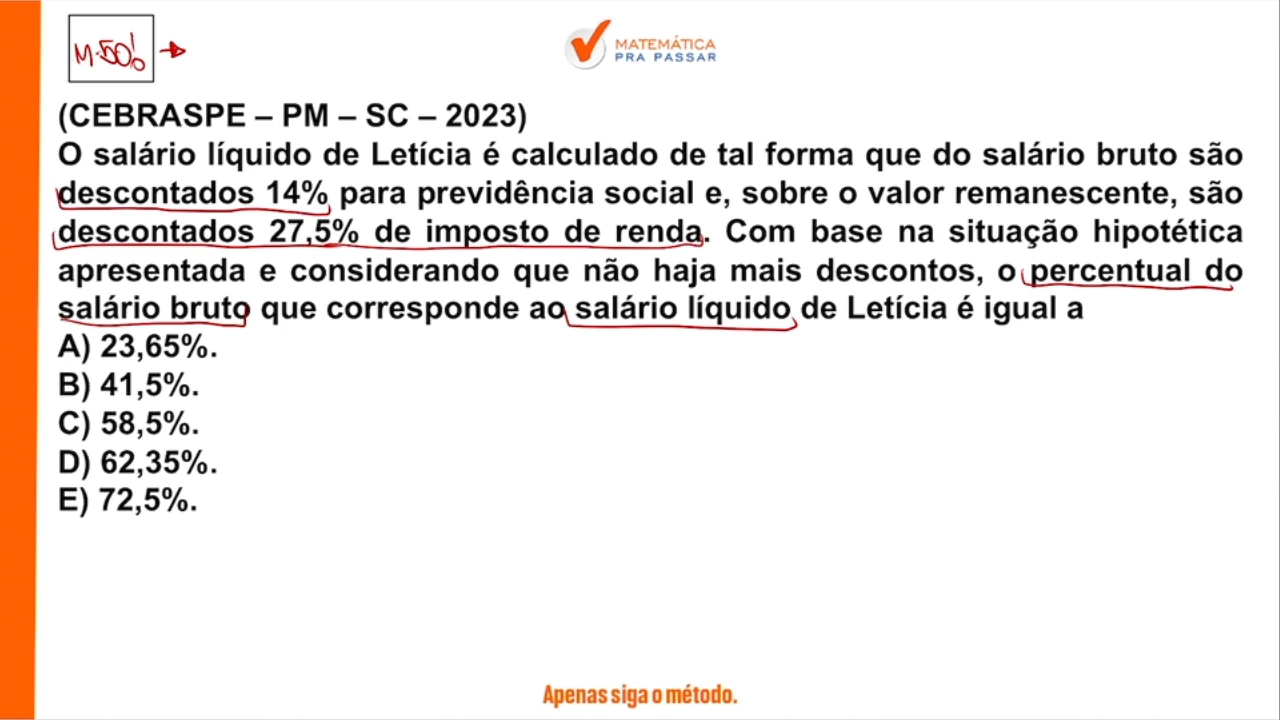 M.50%
MATEMÁTICA
PRA PASSAR
(CEBRASPE – PM – SC – 2023)
O salário líquido de Letícia é calculado de tal forma que do salário bruto são
descontados 14% para previdência social e, sobre o valor remanescente, são
descontados 27,5% de imposto de renda. Com base na situação hipotética
apresentada e considerando que não haja mais descontos, o percentual do
salário bruto que corresponde ao salário líquido de Letícia é igual a
A) 23,65%.
B) 41,5%.
C) 58,5%.
D) 62,35%.
E) 72,5%.
Apenas siga o método.